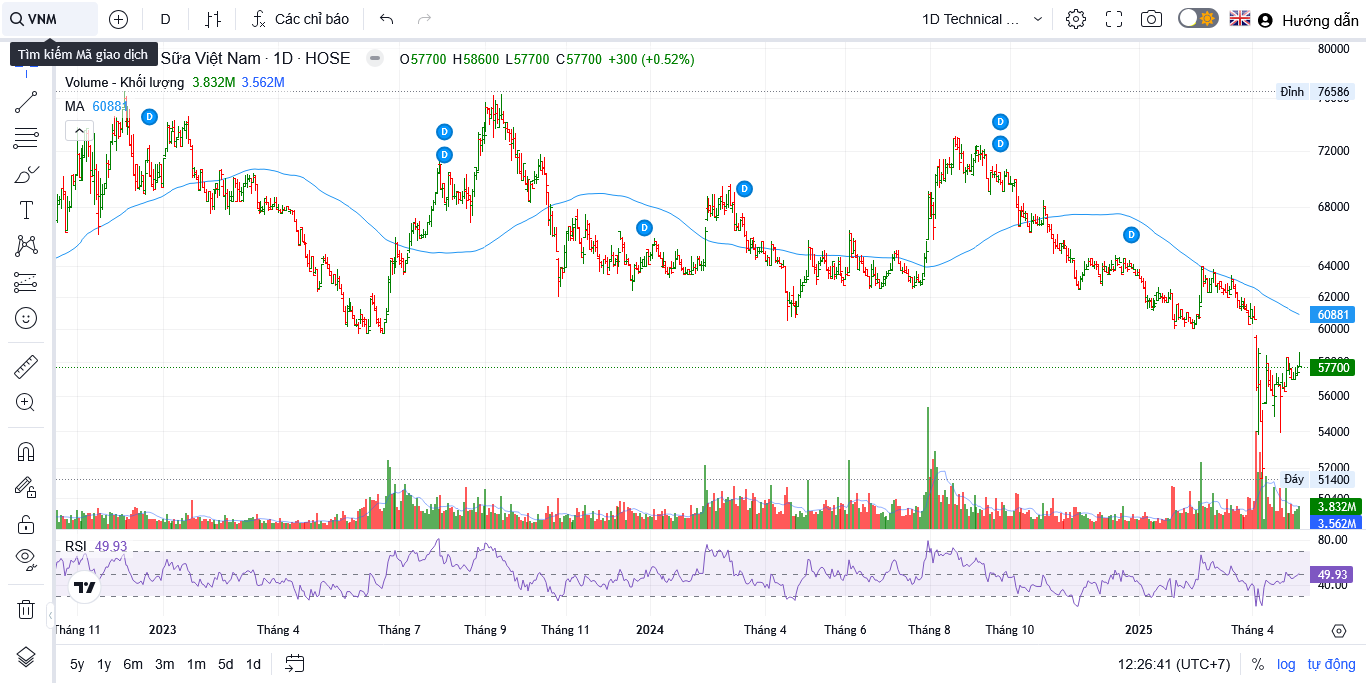 VNM
D
Các chỉ báo
1D Technical ...
Hướng dẫn
Tìm kiếm Mã giao dịch
Sữa Việt Nam · 1D · HOSE
O57700 H58600 L57700 C57700 +300 (+0.52%)
Volume - Khối lượng 3.832M 3.562M
MA 60881
80000
Đỉnh 76586
72000
68000
64000
62000
60000
60881
57700
56000
54000
52000
Đáy 51400
3.832M
3.562M
D
D
D
D
D
D
D
D
RSI 49.93
80.00
49.93
40.00
Tháng 11 2023 Tháng 4 Tháng 7 Tháng 9 Tháng 11 2024 Tháng 4 Tháng 6 Tháng 8 Tháng 10 2025 Tháng 4
5y 1y 6m 3m 1m 5d 1d
12:26:41 (UTC+7) % log tự động